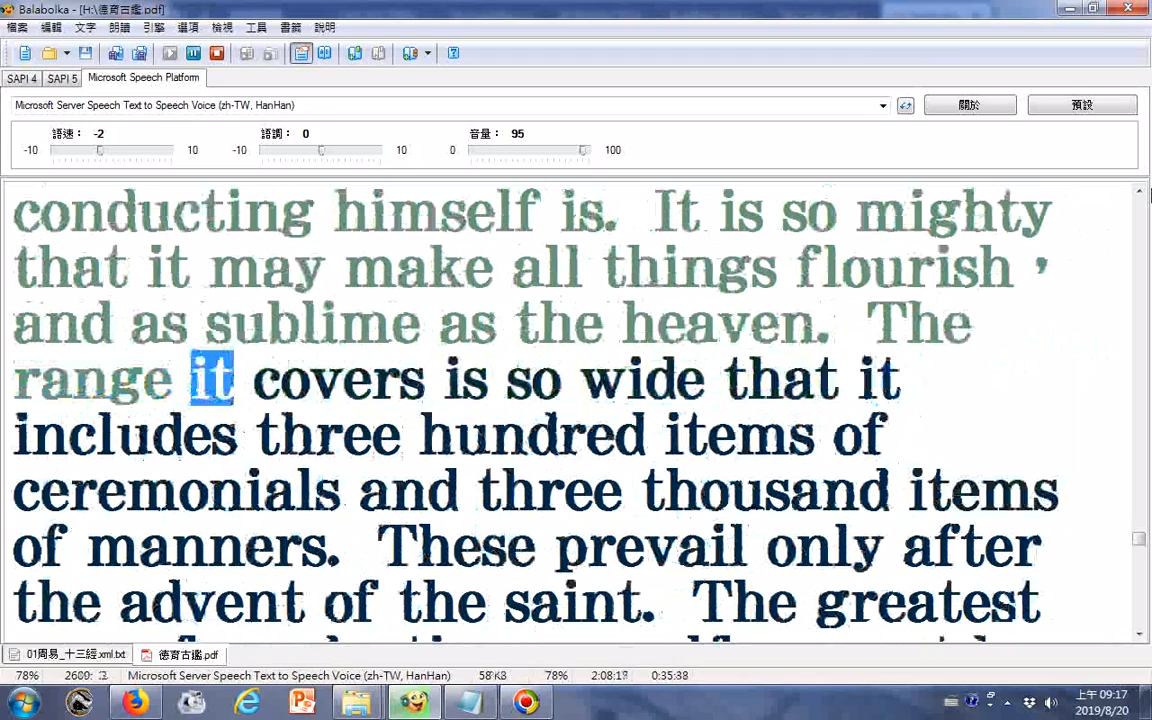 Balabolka - [H:\德育古鑑.pdf]
檔案 編輯 文字 朗讀 引擎 選項 檢視 工具 書籤 說明
SAPI 4 SAPI 5 Microsoft Speech Platform
Microsoft Server Speech Text to Speech Voice (zh-TW, HanHan) 關於 預設
語速： -2 語調： 0 音量： 95
-10 10 -10 10 0 100
conducting himself is. It is so mighty
that it may make all things flourish ，
and as sublime as the heaven. The
range it covers is so wide that it
includes three hundred items of
ceremonials and three thousand items
of manners. These prevail only after
the advent of the saint. The greatest
01周易_十三經.xml.txt 德育古鑑.pdf
78% Microsoft Server Speech Text to Speech Voice (zh-TW, HanHan) 78% 0:35:38
上午 09:17
2019/8/20